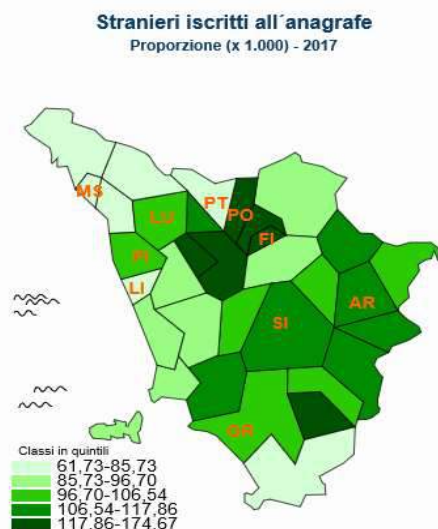 Stranieri iscritti all´anagrafe
Proporzione (x 1.000) - 2017
MS
PT
LU
PO
FI
PI
LI
AR
SI
GR
Classi in quintili
61,73-85,73
85,73-96,70
96,70-106,54
106,54-117,86
117,86-174,67